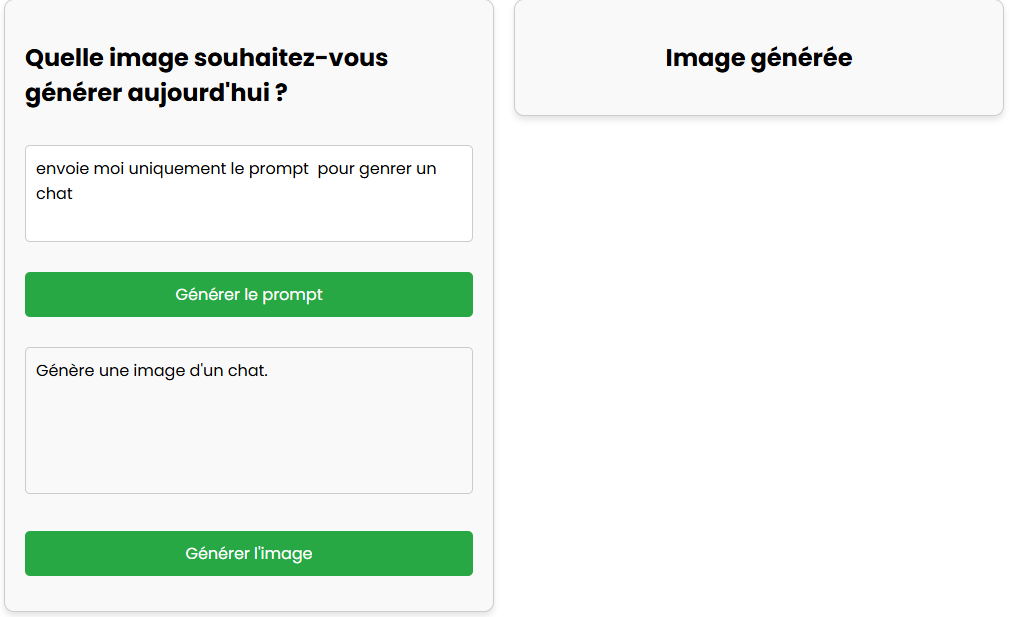 Quelle image souhaitez-vous
générer aujourd'hui ?
envoie moi uniquement le prompt  pour genrer un
chat
Générer le prompt
Génère une image d'un chat.
Générer l'image
Image générée